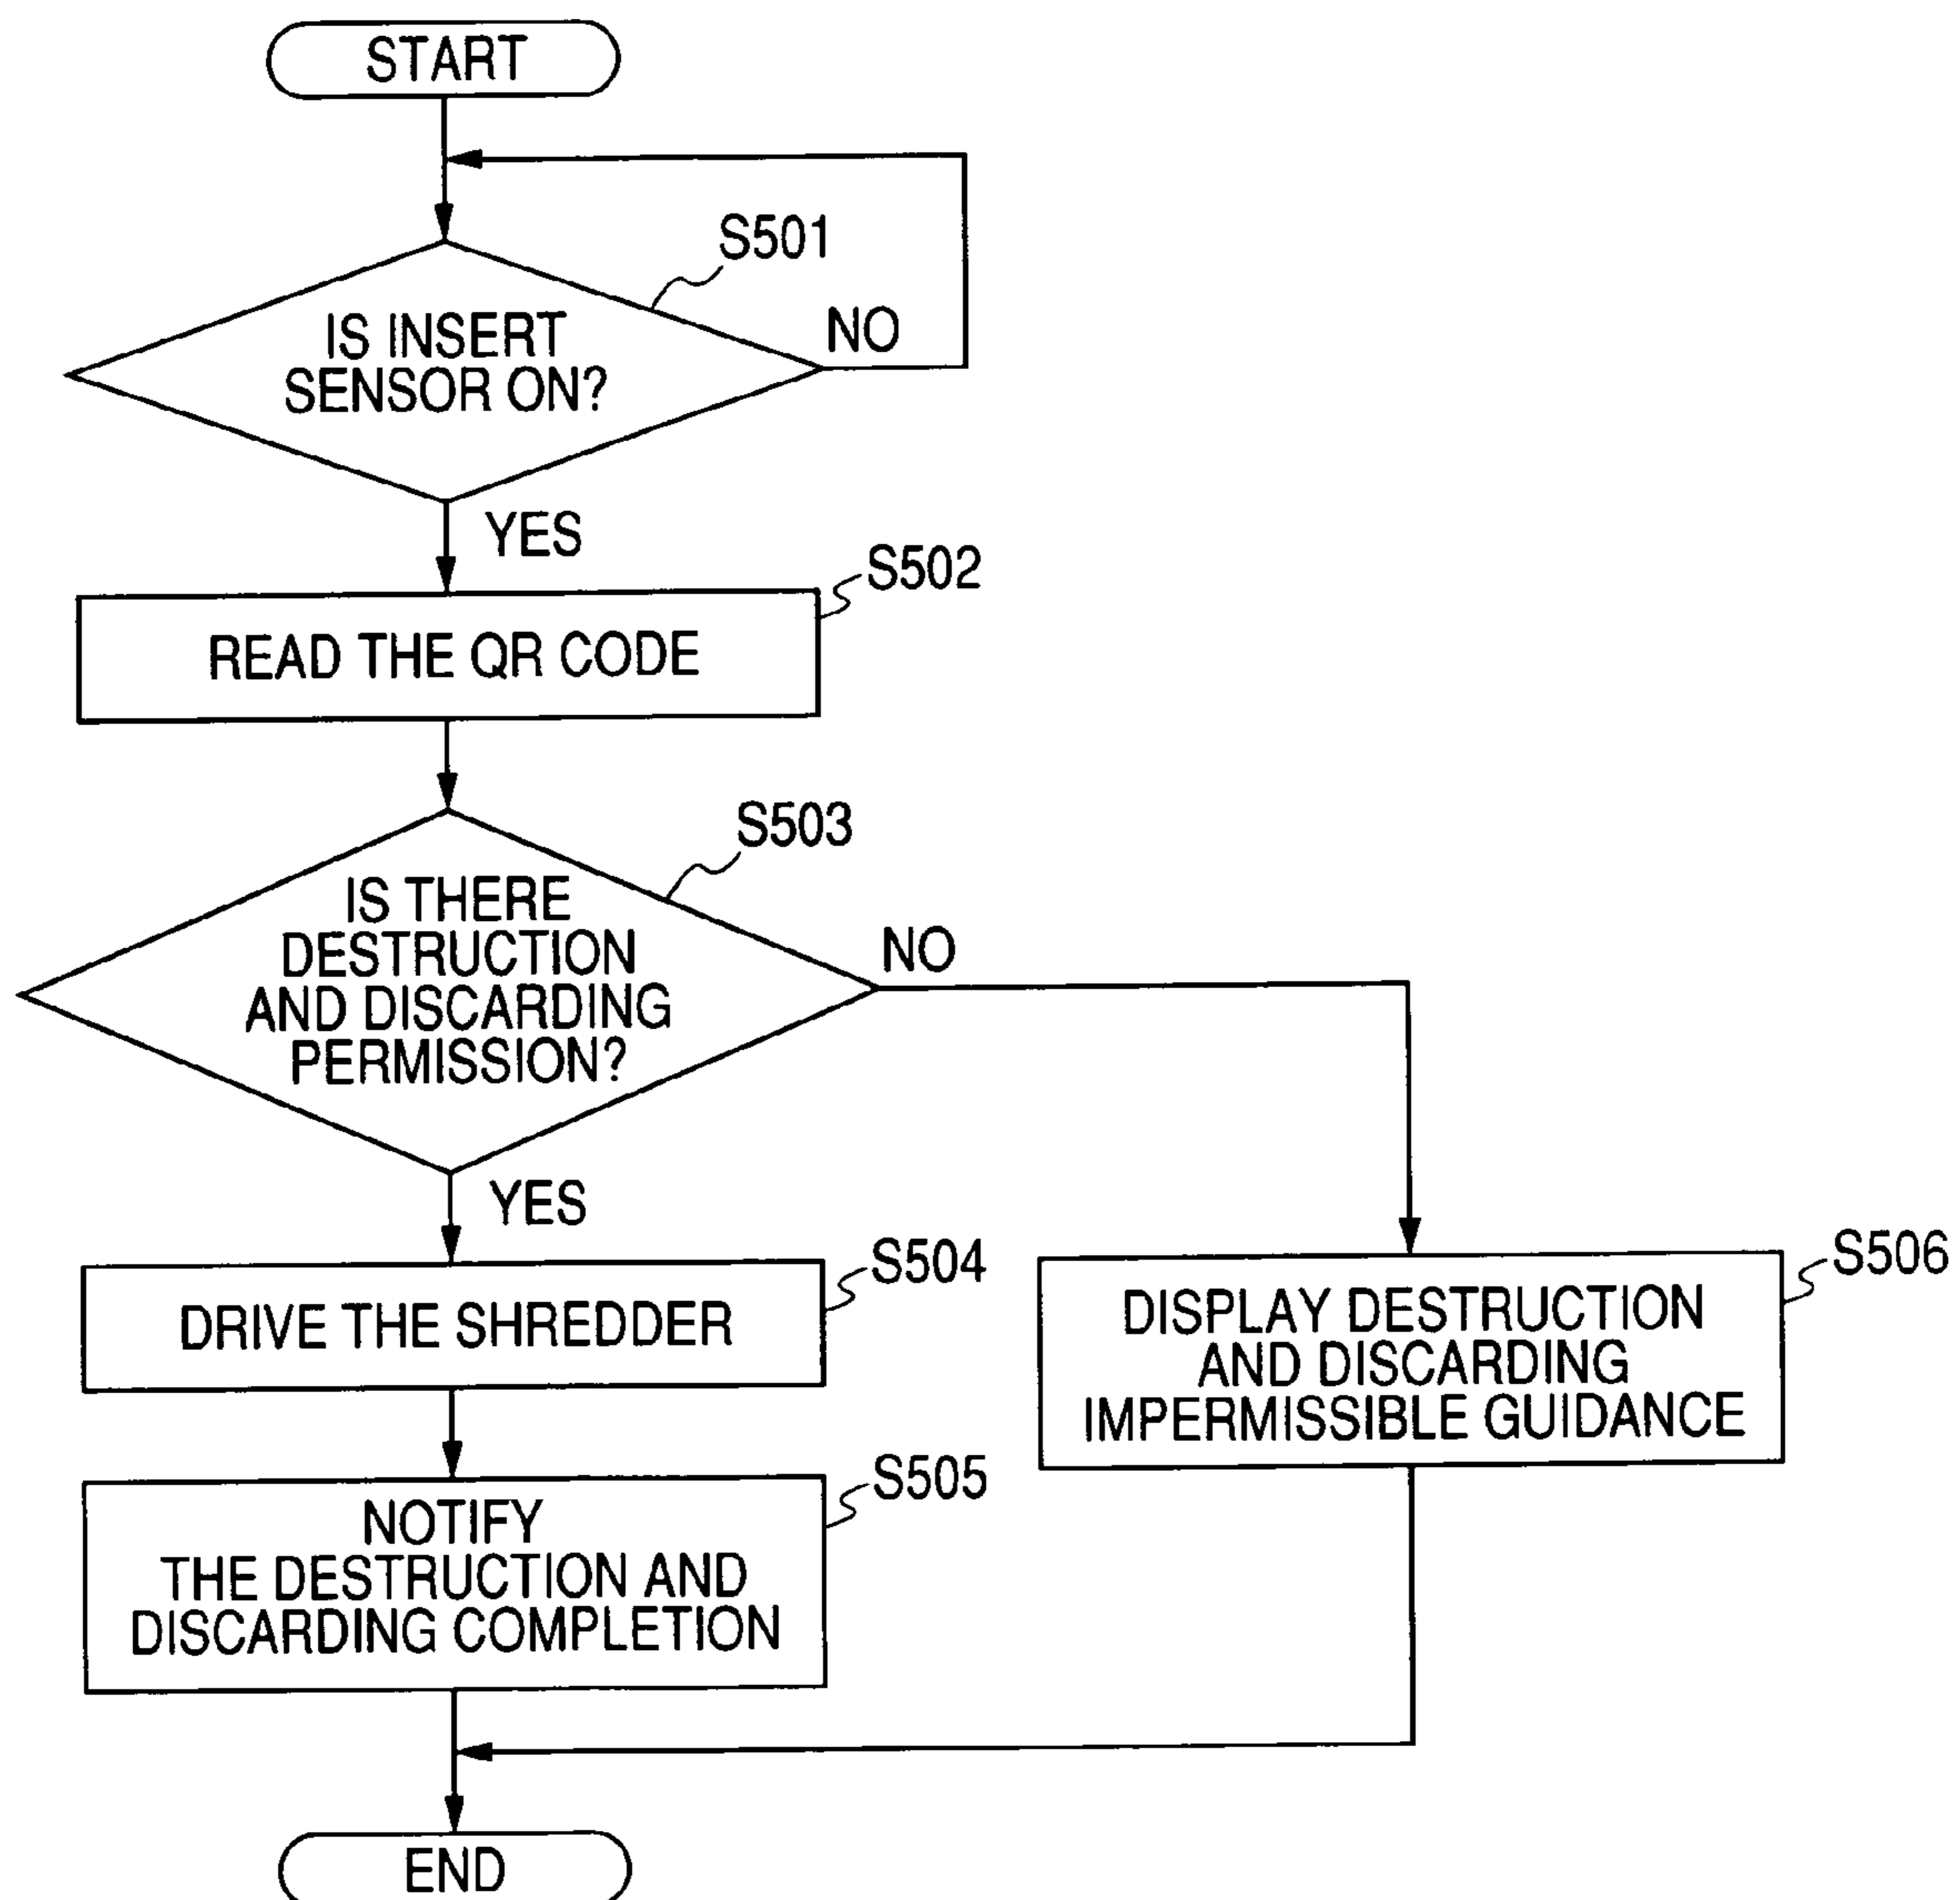 START
S501
IS INSERT
SENSOR ON?
NO
YES
S502
READ THE QR CODE
S503
IS THERE
DESTRUCTION
AND DISCARDING
PERMISSION?
NO
YES
S504
DRIVE THE SHREDDER
S506
DISPLAY DESTRUCTION
AND DISCARDING
IMPERMISSIBLE GUIDANCE
S505
NOTIFY
THE DESTRUCTION AND
DISCARDING COMPLETION
END